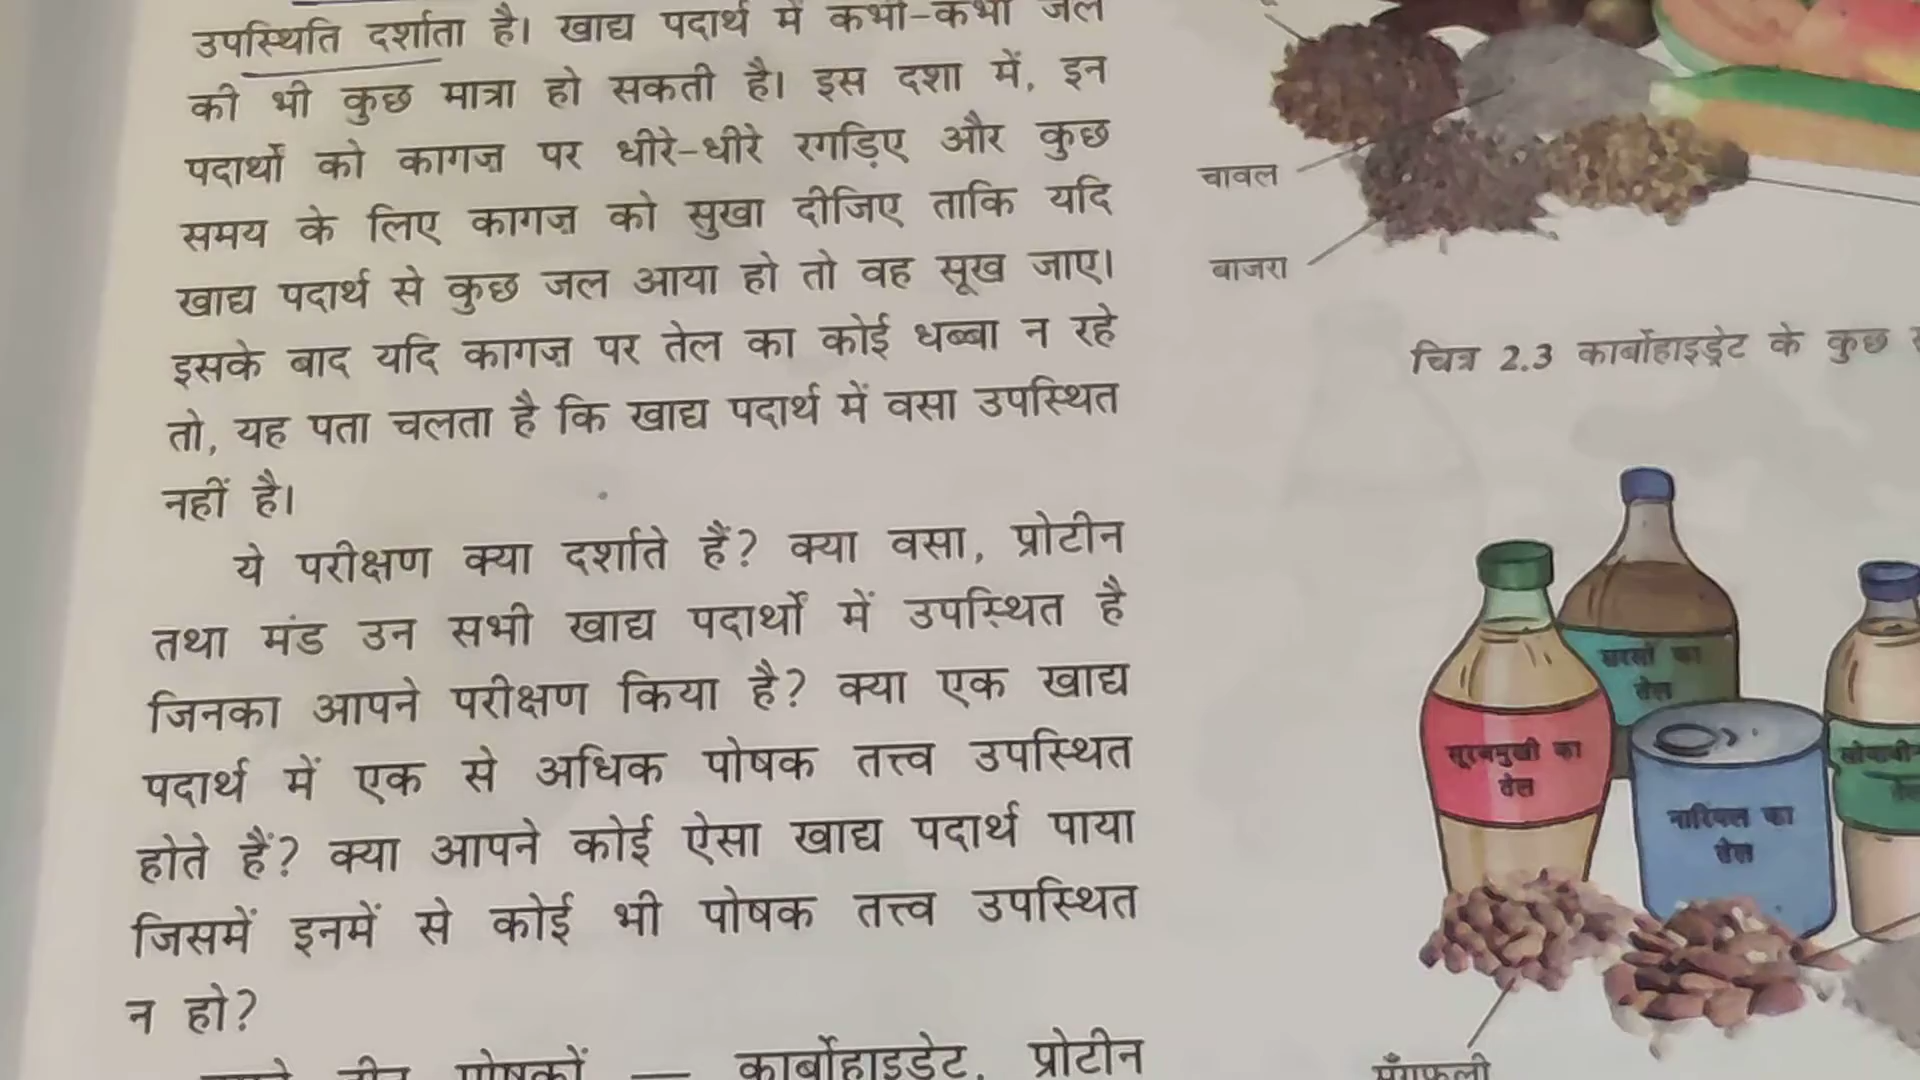 उपस्थिति दर्शाता है। खाद्य पदार्थ में कभी-कभी जल
की भी कुछ मात्रा हो सकती है। इस दशा में, इन
पदार्थों को कागज़ पर धीरे-धीरे रगड़िए और कुछ
समय के लिए कागज़ को सुखा दीजिए ताकि यदि
खाद्य पदार्थ से कुछ जल आया हो तो वह सूख जाए।
इसके बाद यदि कागज़ पर तेल का कोई धब्बा न रहे
तो, यह पता चलता है कि खाद्य पदार्थ में वसा उपस्थित
नहीं है।
ये परीक्षण क्या दर्शाते हैं? क्या वसा, प्रोटीन
तथा मंड उन सभी खाद्य पदार्थों में उपस्थित है
जिनका आपने परीक्षण किया है? क्या एक खाद्य
पदार्थ में एक से अधिक पोषक तत्त्व उपस्थित
होते हैं? क्या आपने कोई ऐसा खाद्य पदार्थ पाया
जिसमें इनमें से कोई भी पोषक तत्त्व उपस्थित
न हो?
पोषकों — कार्बोहाइड्रेट, प्रोटीन
चावल
बाजरा
चित्र 2.3 कार्बोहाइड्रेट के कुछ
सरसों का
तेल
सूरजमुखी का
तेल
नारियल का
तेल
मूँगफली